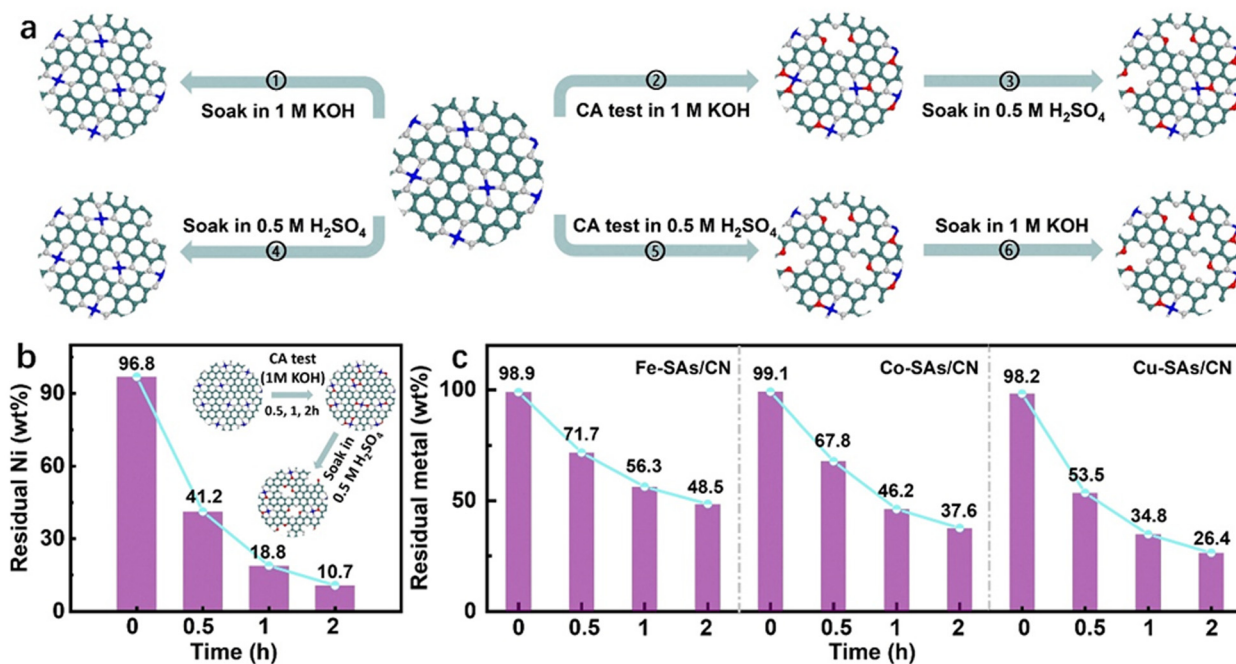 a
①
Soak in 1 M KOH
②
CA test in 1 M KOH
③
Soak in 0.5 M H₂SO₄
Soak in 0.5 M H₂SO₄
④
CA test in 0.5 M H₂SO₄
⑤
Soak in 1 M KOH
⑥
b
Residual Ni (wt%)
90
60
30
0
96.8
41.2
18.8
10.7
CA test
(1M KOH)
0.5, 1, 2h
Soak in
0.5 M H₂SO₄
0 0.5 1 2
Time (h)
c
Residual metal (wt%)
100
50
0
Fe-SAs/CN
98.9
71.7
56.3
48.5
Co-SAs/CN
99.1
67.8
46.2
37.6
Cu-SAs/CN
98.2
53.5
34.8
26.4
0 0.5 1 2 0 0.5 1 2 0 0.5 1 2
Time (h)